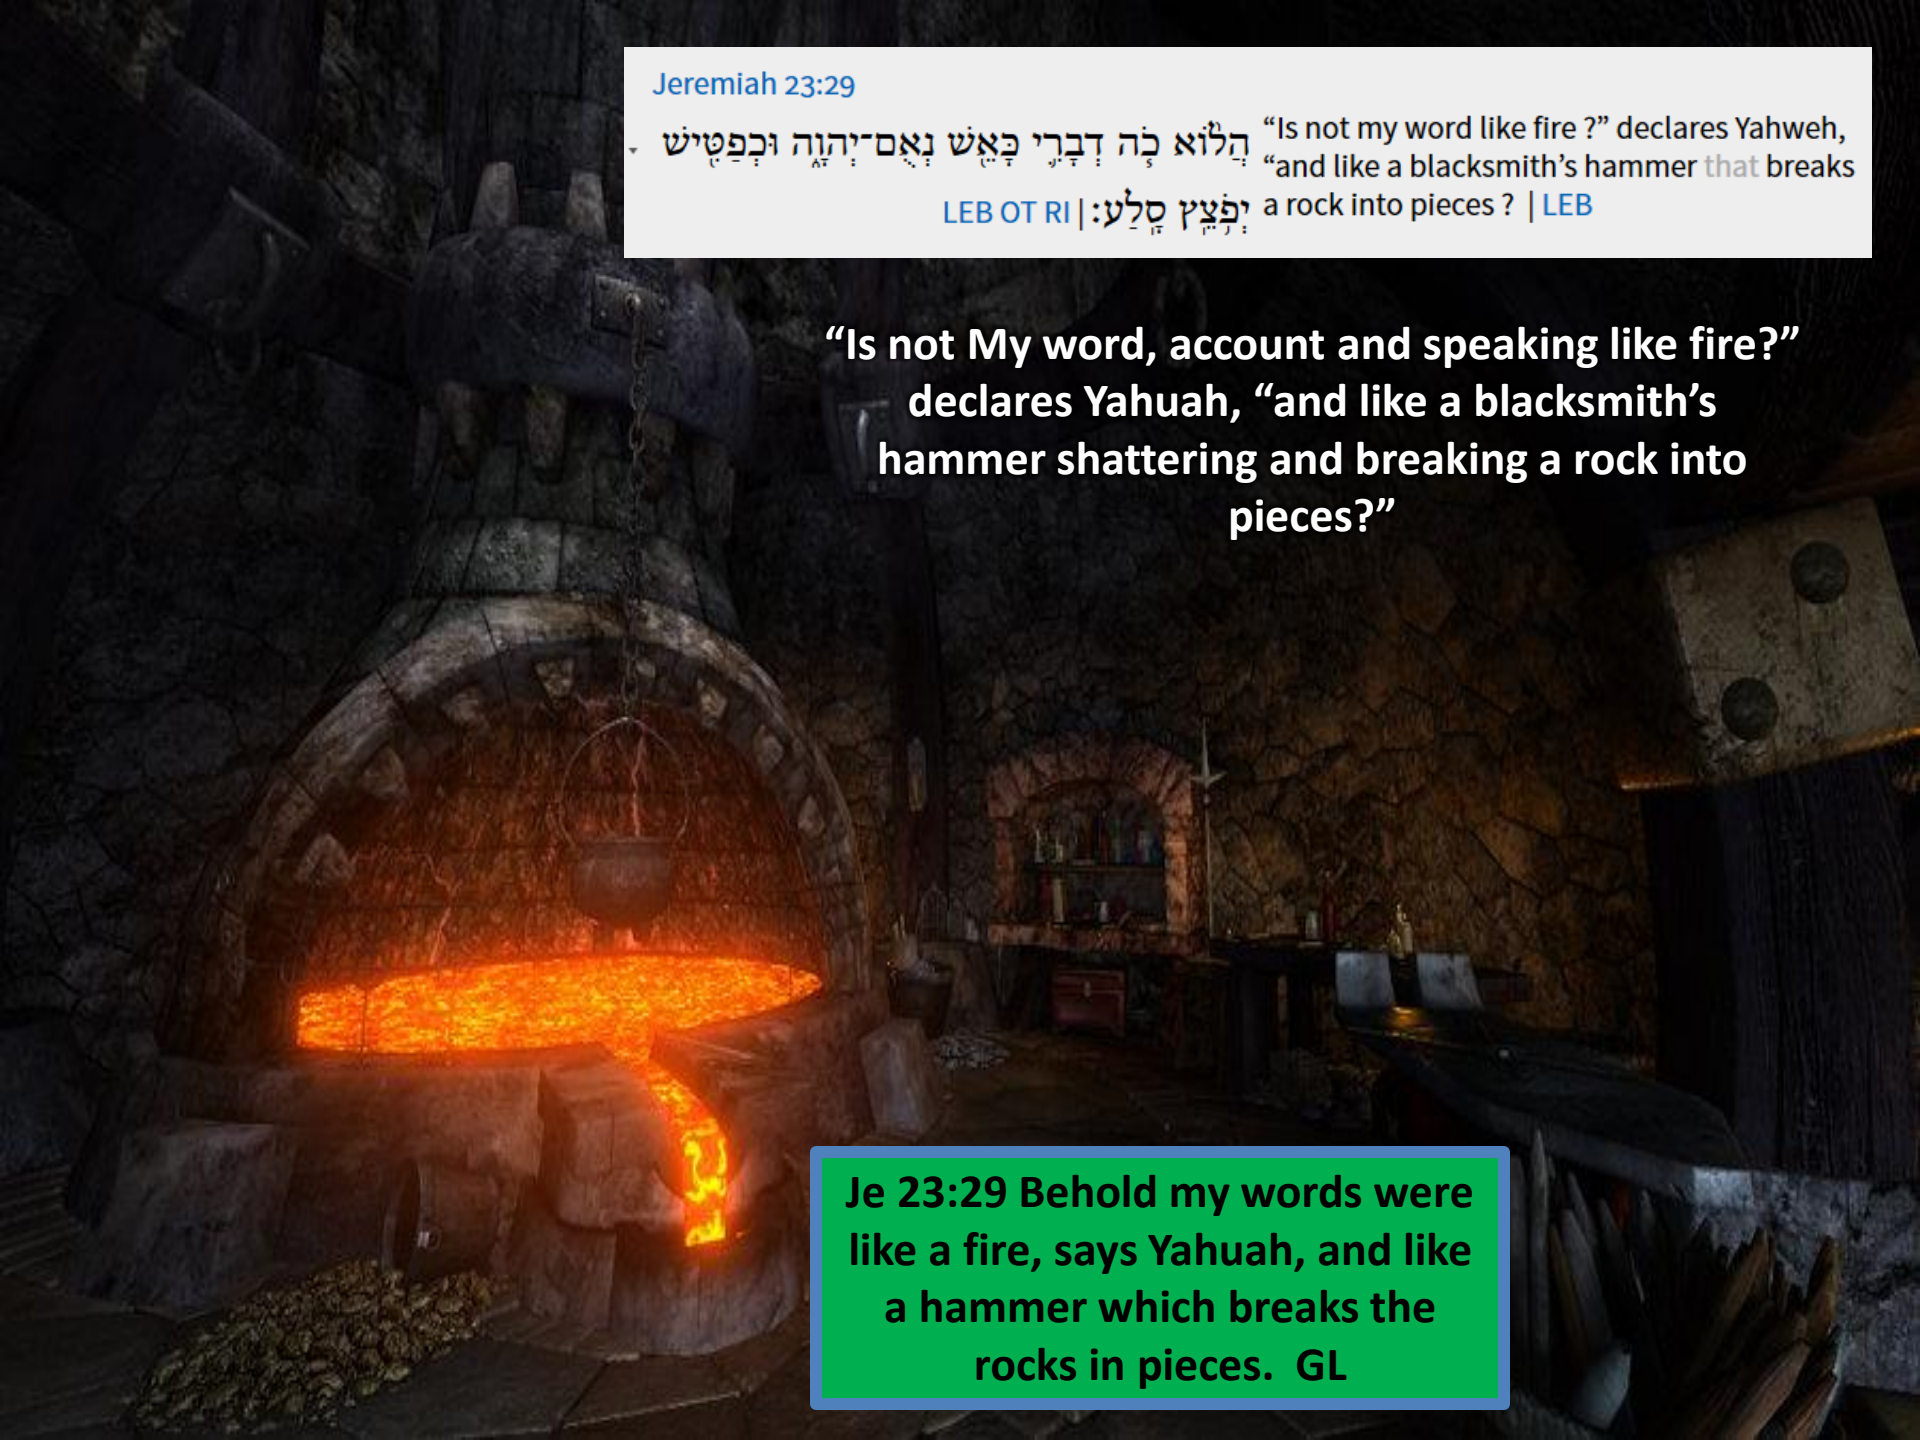 Jeremiah 23:29
הֲל֨וֹא כֹ֧ה דְבָרִ֛י כָּאֵ֖שׁ נְאֻם־יְהוָ֑ה וּכְפַטִּ֖ישׁ
יְפֹ֥צֵֽץ סָֽלַע׃ | LEB OT RI
“Is not my word like fire ?” declares Yahweh,
“and like a blacksmith’s hammer that breaks
a rock into pieces ? | LEB
“Is not My word, account and speaking like fire?”
declares Yahuah, “and like a blacksmith’s
hammer shattering and breaking a rock into
pieces?”
Je 23:29 Behold my words were
like a fire, says Yahuah, and like
a hammer which breaks the
rocks in pieces.  GL